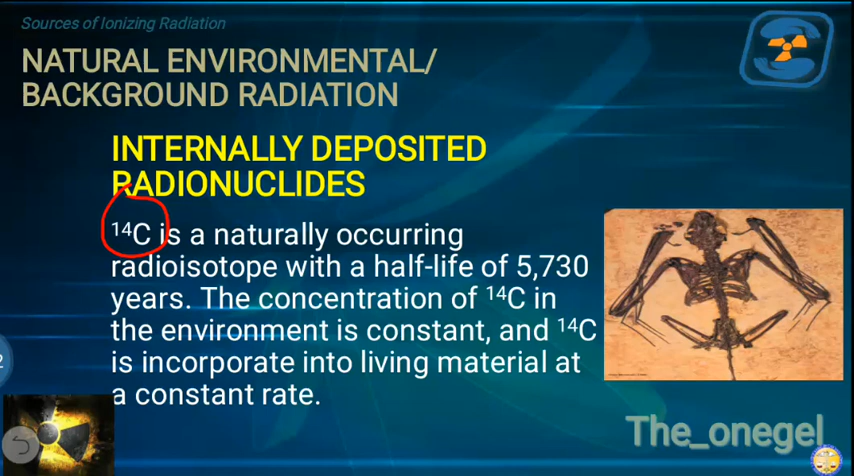 Sources of Ionizing Radiation
NATURAL ENVIRONMENTAL/
BACKGROUND RADIATION
INTERNALLY DEPOSITED
RADIONUCLIDES
¹⁴C is a naturally occurring
radioisotope with a half-life of 5,730
years. The concentration of ¹⁴C in
the environment is constant, and ¹⁴C
is incorporate into living material at
a constant rate.
The_onegel